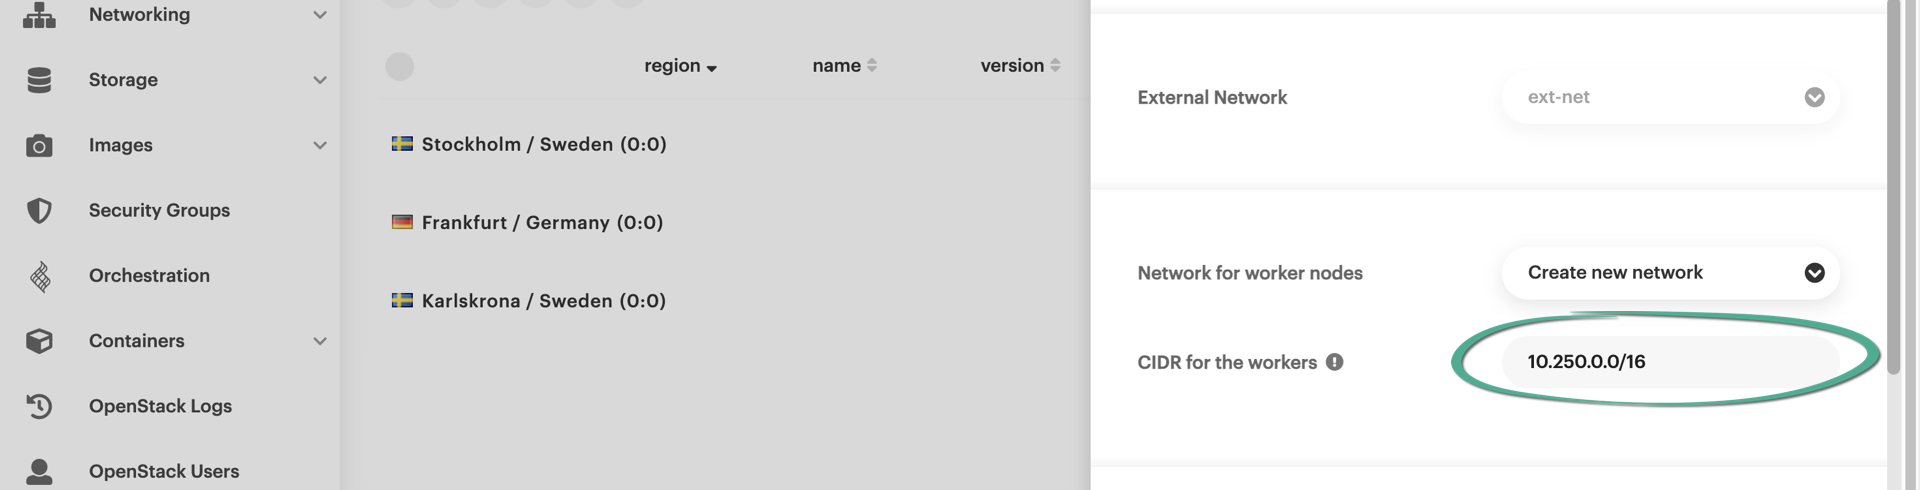 Networking
Storage
Images
Security Groups
Orchestration
Containers
OpenStack Logs
OpenStack Users
region name version
Stockholm / Sweden (0:0)
Frankfurt / Germany (0:0)
Karlskrona / Sweden (0:0)
External Network ext-net
Network for worker nodes Create new network
CIDR for the workers 10.250.0.0/16